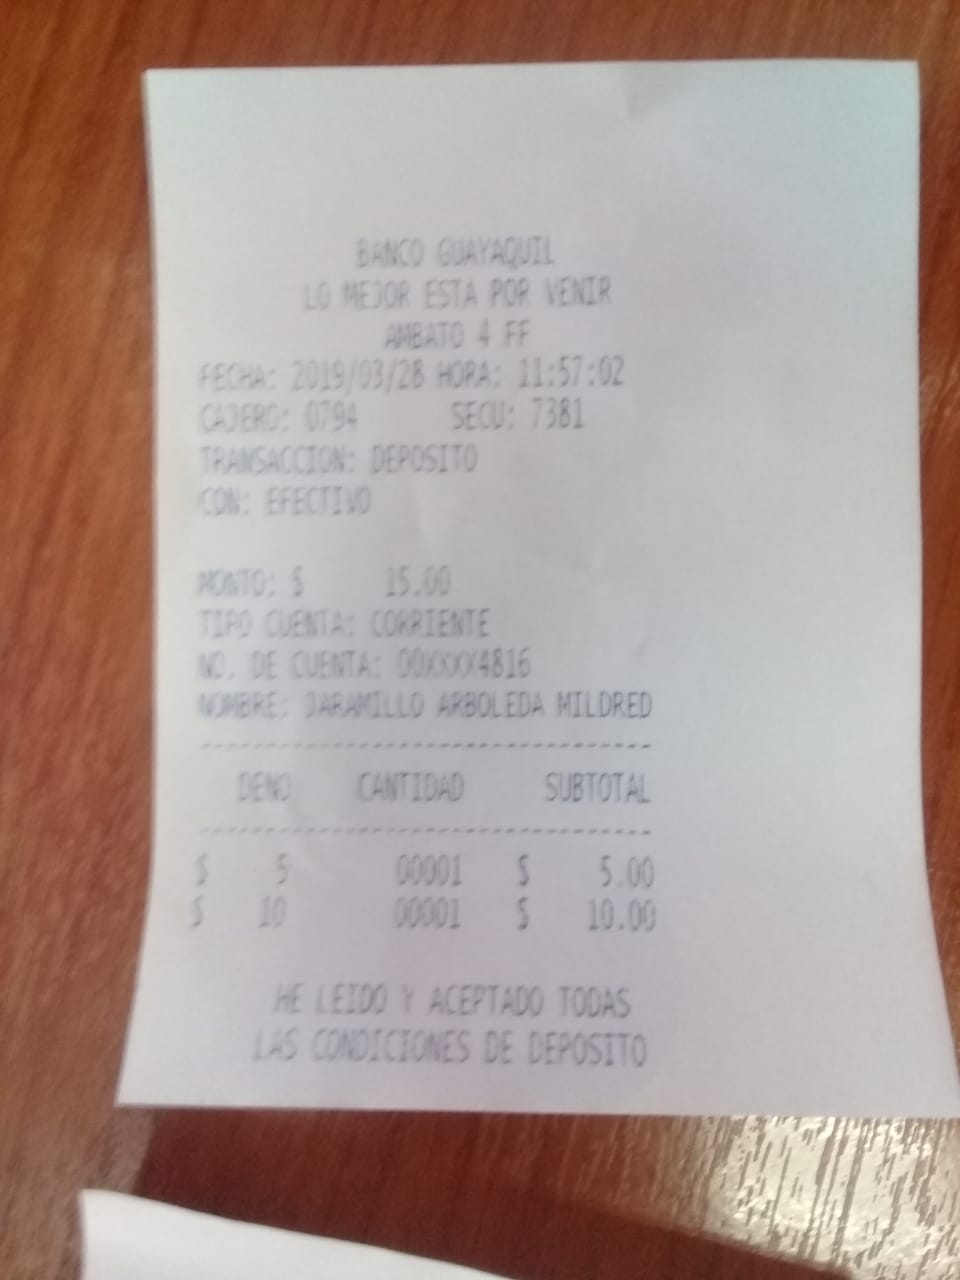 BANCO GUAYAQUIL
LO MEJOR ESTA POR VENIR
AMBATO 4 FF
FECHA: 2019/03/28 HORA: 11:57:02
CAJERO: 0794 SECU: 7381
TRANSACCION: DEPOSITO
CON: EFECTIVO
MONTO: $ 15.00
TIPO CUENTA: CORRIENTE
NO. DE CUENTA: 00XXXX4816
NOMBRE: JARAMILLO ARBOLEDA MILDRED
---------------------------------
DENO CANTIDAD SUBTOTAL
---------------------------------
$ 5 00001 $ 5.00
$ 10 00001 $ 10.00
HE LEIDO Y ACEPTADO TODAS
LAS CONDICIONES DE DEPOSITO